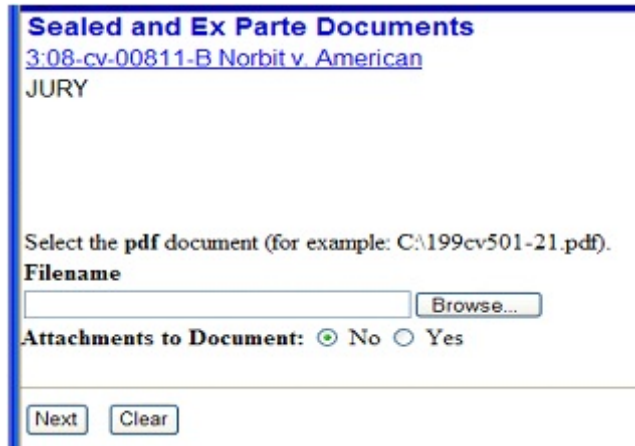 Sealed and Ex Parte Documents
3:08-cv-00811-B Norbit v. American
JURY
Select the pdf document (for example: C:\199cv501-21.pdf).
Filename
Browse...
Attachments to Document: No Yes
Next Clear